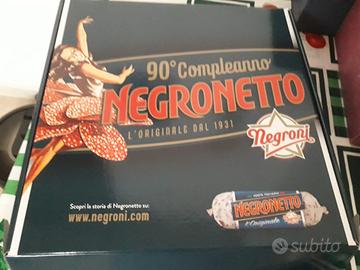 90° Compleanno
NEGRONETTO
L'ORIGINALE DAL 1931
Negroni
Scopri la storia di Negronetto su:
www.negroni.com
NEGRONETTO
l'Originale
subito